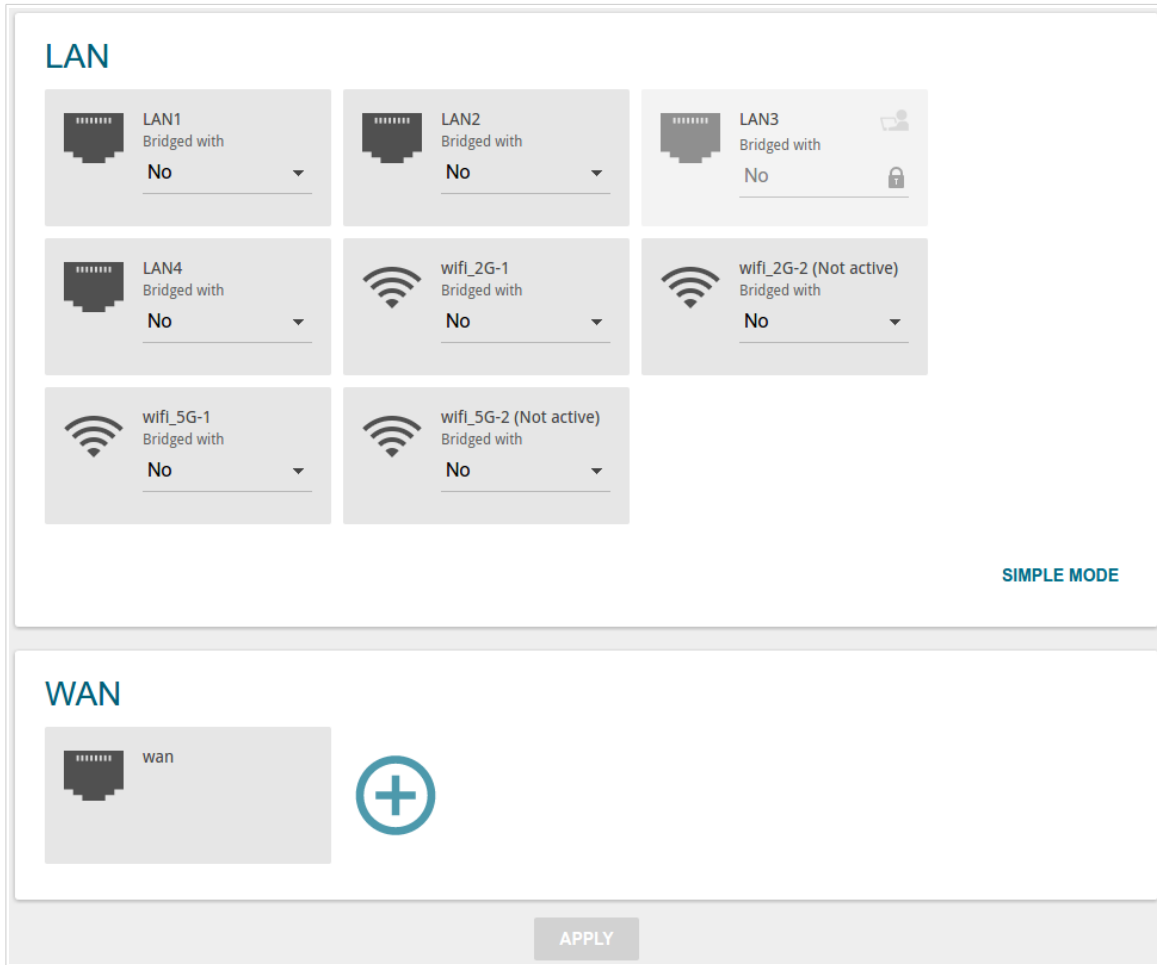 LAN
LAN1
Bridged with
No
LAN2
Bridged with
No
LAN3
Bridged with
No
LAN4
Bridged with
No
wifi_2G-1
Bridged with
No
wifi_2G-2 (Not active)
Bridged with
No
wifi_5G-1
Bridged with
No
wifi_5G-2 (Not active)
Bridged with
No
SIMPLE MODE
WAN
wan
APPLY